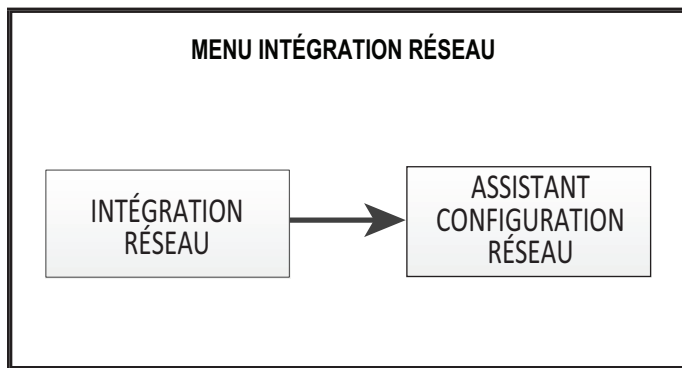 MENU INTÉGRATION RÉSEAU
INTÉGRATION
RÉSEAU
ASSISTANT
CONFIGURATION
RÉSEAU